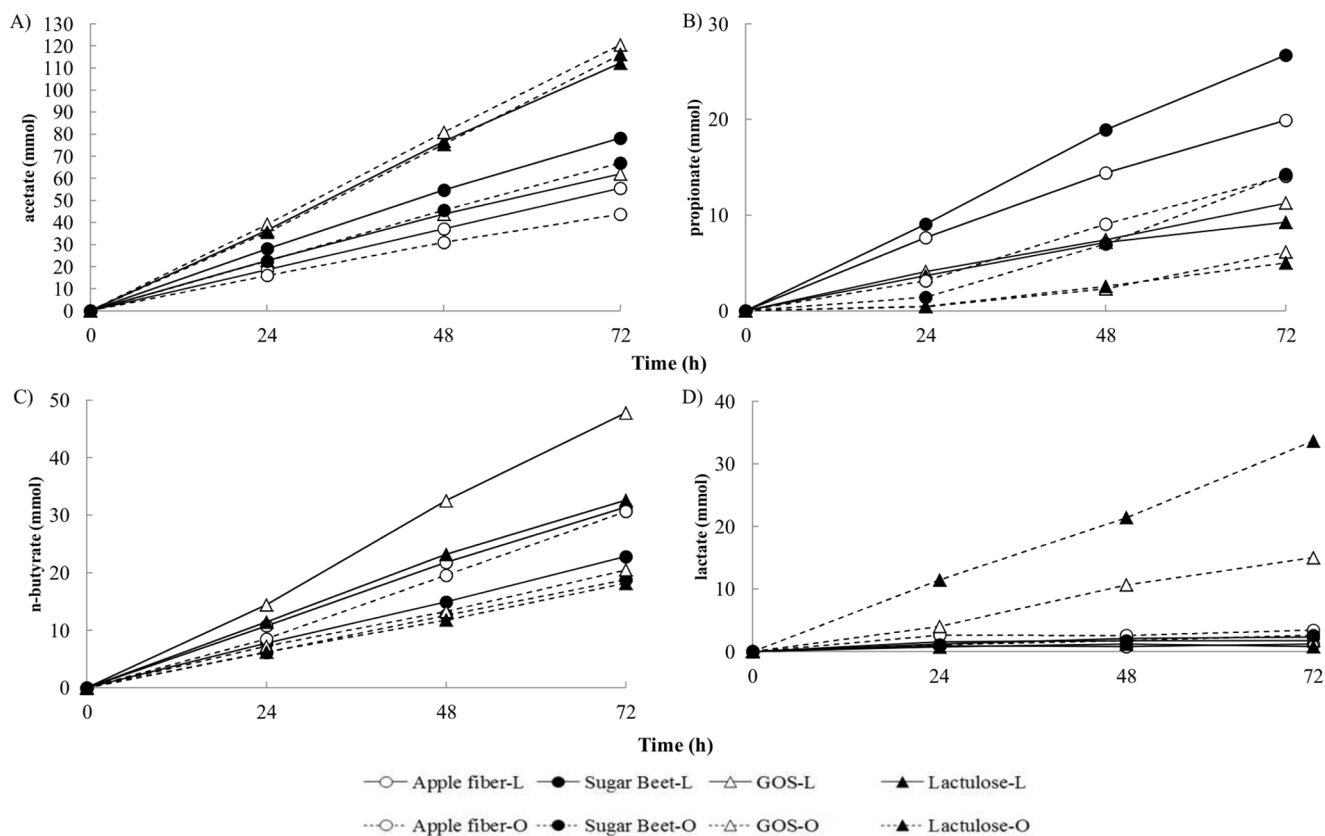 A)
acetate (mmol)
130
120
110
100
90
80
70
60
50
40
30
20
10
0
0 24 48 72
B)
propionate (mmol)
30
20
10
0
0 24 48 72
Time (h)
C)
n-butyrate (mmol)
50
40
30
20
10
0
0 24 48 72
D)
lactate (mmol)
40
30
20
10
0
0 24 48 72
Time (h)
Apple fiber-L Sugar Beet-L GOS-L Lactulose-L
Apple fiber-O Sugar Beet-O GOS-O Lactulose-O